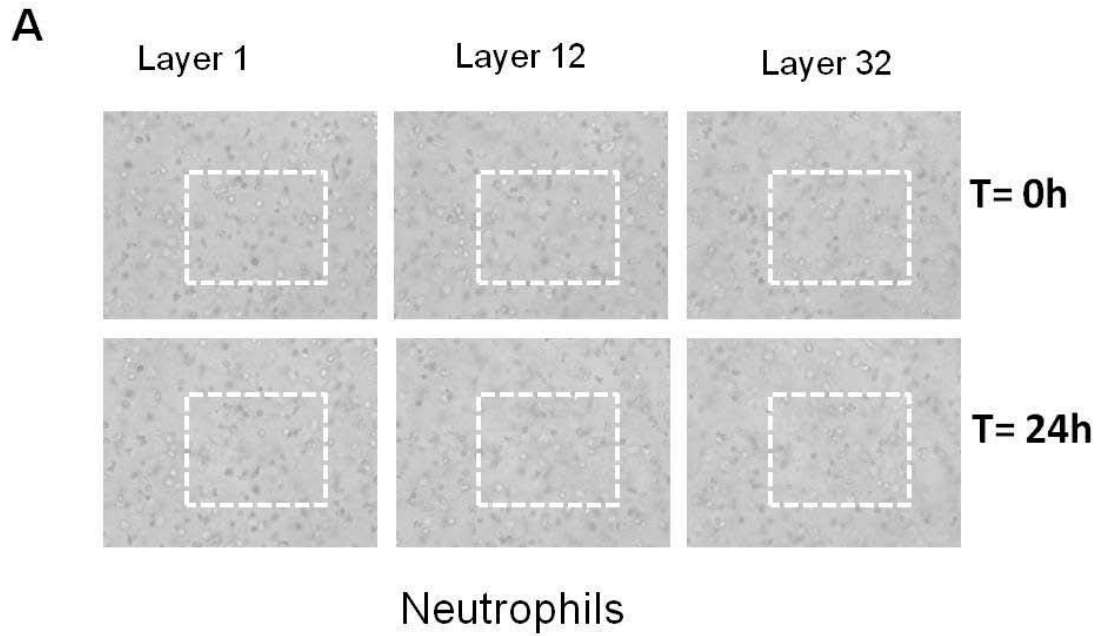 A
Layer 1
Layer 12
Layer 32
T= 0h
T= 24h
Neutrophils